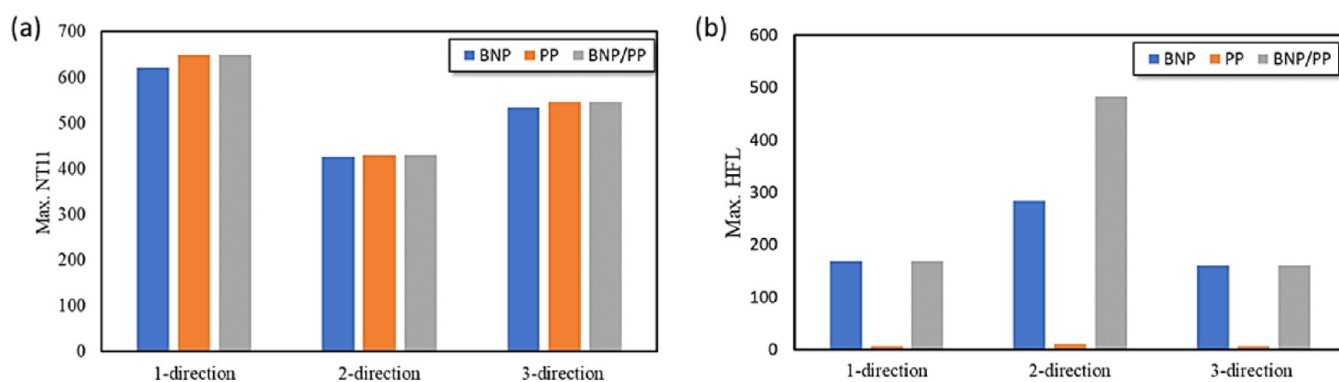 (a)
700
600
500
400
300
200
100
0
Max. NT11
BNP PP BNP/PP
1-direction 2-direction 3-direction
(b)
600
500
400
300
200
100
0
Max. HFL
BNP PP BNP/PP
1-direction 2-direction 3-direction